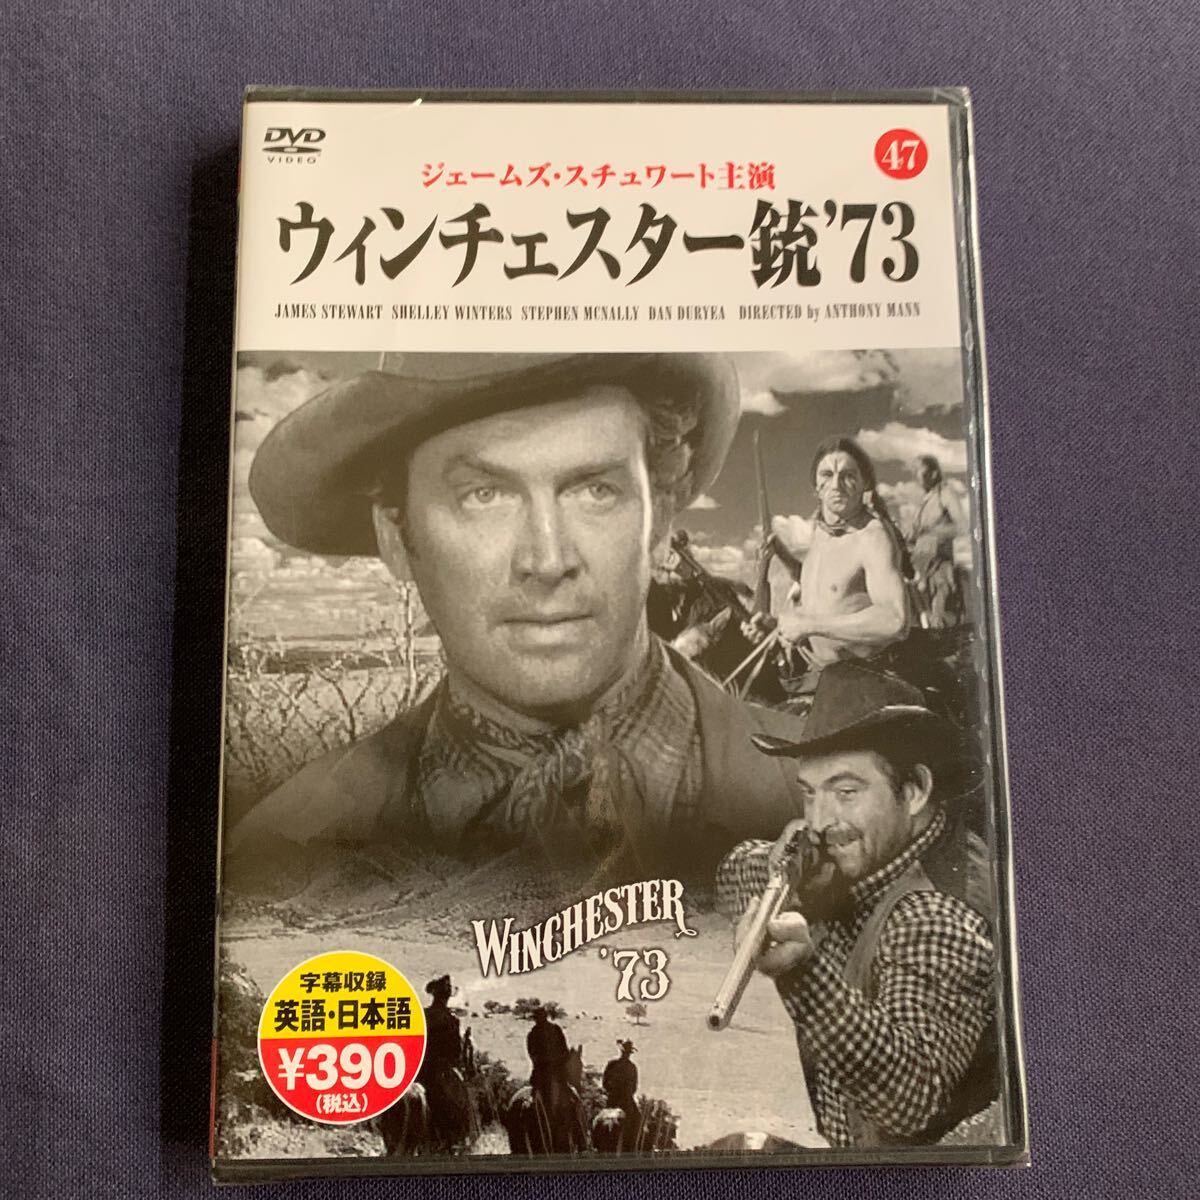 DVD
VIDEO
47
ジェームズ・スチュワート主演
ウィンチェスター銃'73
JAMES STEWART SHELLEY WINTERS STEPHEN MCNALLY DAN DURYEA DIRECTED by ANTHONY MANN
WINCHESTER
'73
字幕収録
英語・日本語
¥390
(税込)